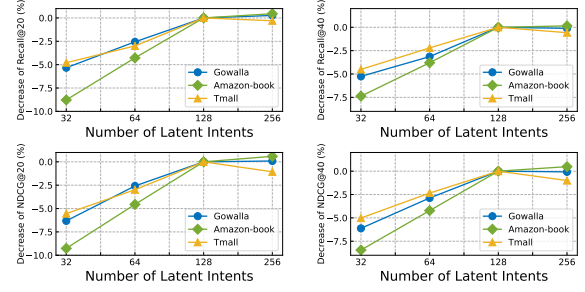 Decrease of Recall@20 (%)
0.0
−2.5
−5.0
−7.5
−10.0
Gowalla
Amazon-book
Tmall
32 64 128 256
Number of Latent Intents
Decrease of Recall@40 (%)
0.0
−2.5
−5.0
−7.5
Gowalla
Amazon-book
Tmall
32 64 128 256
Number of Latent Intents
Decrease of NDCG@20 (%)
0.0
−2.5
−5.0
−7.5
−10.0
Gowalla
Amazon-book
Tmall
32 64 128 256
Number of Latent Intents
Decrease of NDCG@40 (%)
0.0
−2.5
−5.0
−7.5
Gowalla
Amazon-book
Tmall
32 64 128 256
Number of Latent Intents